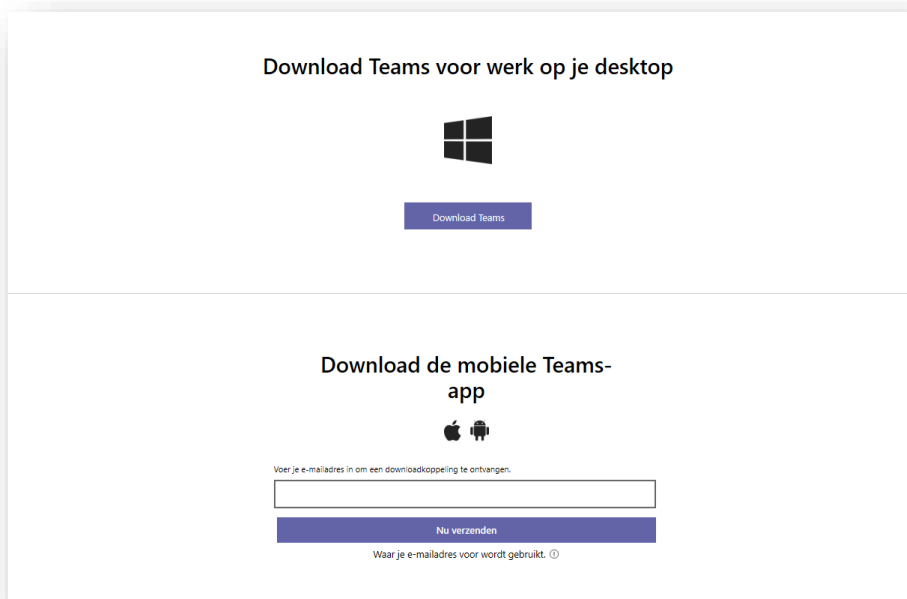 Download Teams voor werk op je desktop
Download Teams
Download de mobiele Teams-
app
Voer je e-mailadres in om een downloadkoppeling te ontvangen.
Nu verzenden
Waar je e-mailadres voor wordt gebruikt.